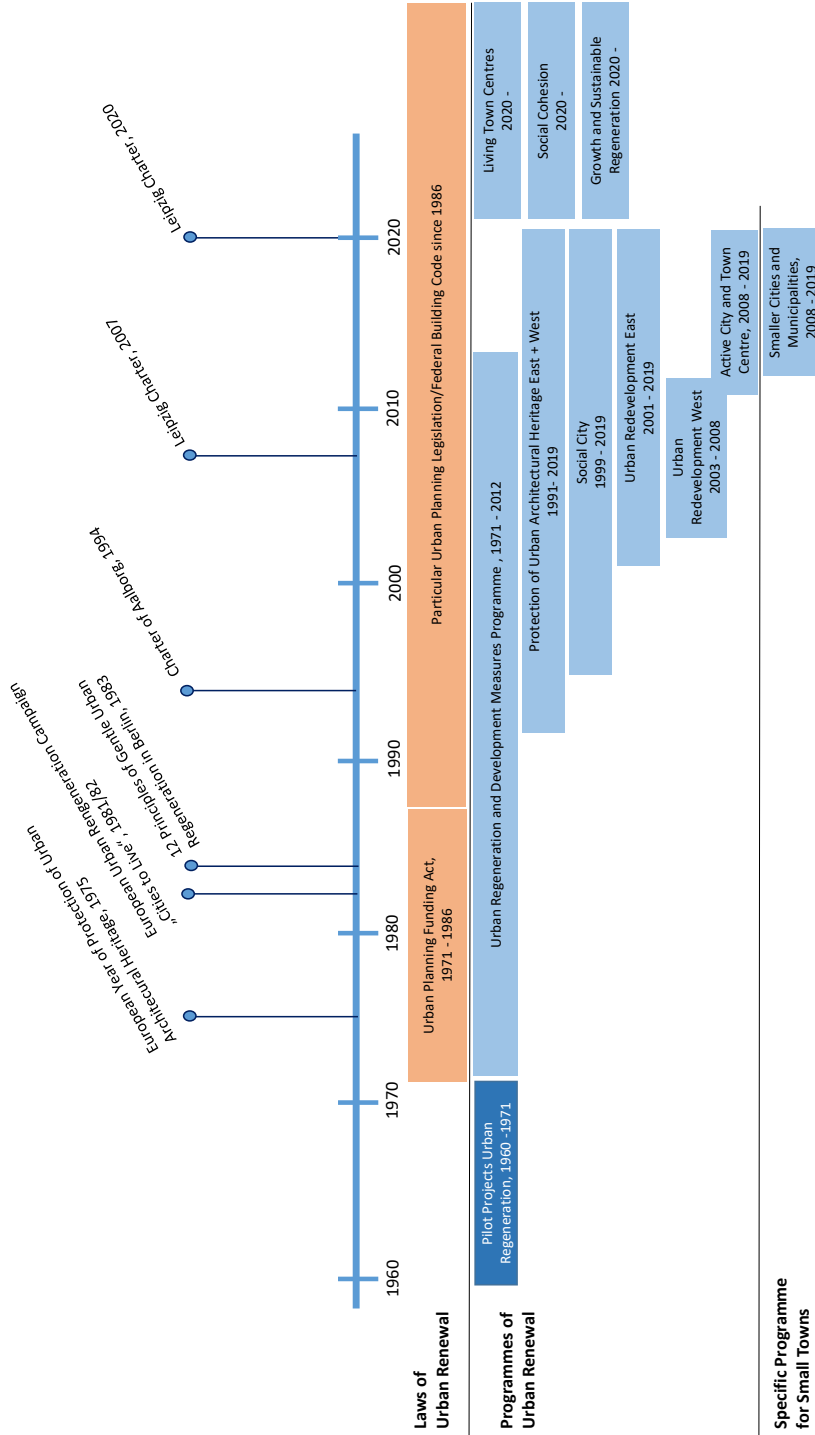 European Year of Protection of Urban
Architecural Heritage, 1975
European Urban Rengeneration Campaign
„Cities to Live“, 1981/82
12 Principles of Gentle Urban
Regeneration in Berlin, 1983
Charter of Aalborg, 1994
Leipzig Charter, 2007
Leipzig Charter, 2020
1960
1970
1980
1990
2000
2010
2020
Laws of
Urban Renewal
Urban Planning Funding Act,
1971 - 1986
Particular Urban Planning Legislation/Federal Building Code since 1986
Programmes of
Urban Renewal
Pilot Projects Urban
Regeneration, 1960 -1971
Urban Regeneration and Development Measures Programme , 1971 - 2012
Living Town Centres
2020 -
Protection of Urban Architectural Heritage East + West
1991- 2019
Social Cohesion
2020 -
Social City
1999 - 2019
Growth and Sustainable
Regeneration 2020 -
Urban Redevelopment East
2001 - 2019
Urban
Redevelopment West
2003 - 2008
Active City and Town
Centre, 2008 - 2019
Specific Programme
for Small Towns
Smaller Cities and
Municipalities,
2008 - 2019